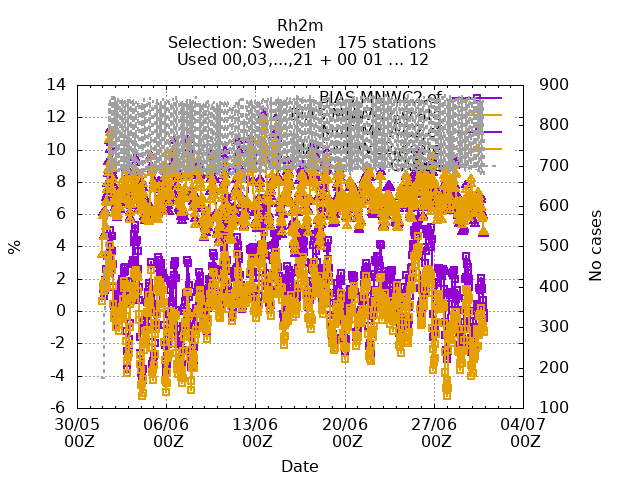 Rh2m
Selection: Sweden    175 stations
Used 00,03,...,21 + 00 01 ... 12
BIAS MNWC2 of
14
12
10
8
6
4
2
0
-2
-4
-6
%
900
800
700
600
500
400
300
200
100
No cases
30/05 06/06 13/06 20/06 27/06 04/07
00Z 00Z 00Z 00Z 00Z 00Z
Date